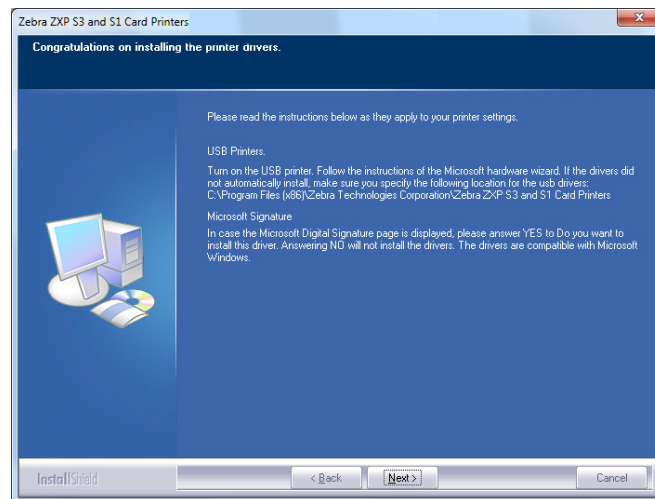 Zebra ZXP S3 and S1 Card Printers
Congratulations on installing the printer drivers.
Please read the instructions below as they apply to your printer settings.
USB Printers.
Turn on the USB printer. Follow the instructions of the Microsoft hardware wizard. If the drivers did
not automatically install, make sure you specify the following location for the usb drivers:
C:\Program Files (x86)\Zebra Technologies Corporation\Zebra ZXP S3 and S1 Card Printers
Microsoft Signature
In case the Microsoft Digital Signature page is displayed, please answer YES to Do you want to
install this driver. Answering NO will not install the drivers. The drivers are compatible with Microsoft
Windows.
InstallShield
< Back
Next >
Cancel